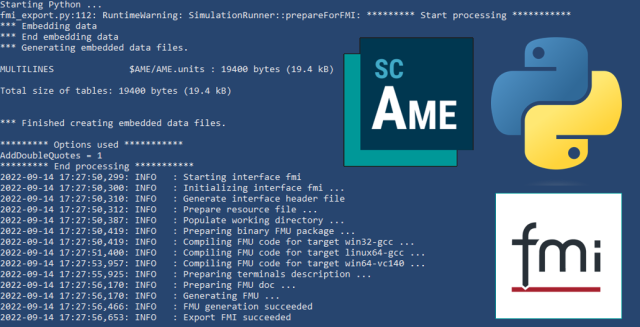 Starting Python ...
fmi_export.py:112: RuntimeWarning: SimulationRunner::prepareForFMI: ********* Start processing ***********
*** Embedding data
*** End embedding data
*** Generating embedded data files.
MULTILINES $AME/AME.units : 19400 bytes (19.4 kB)
Total size of tables: 19400 bytes (19.4 kB)
*** Finished creating embedded data files.
********* Options used ***********
AddDoubleQuotes = 1
********* End processing ***********
2022-09-14 17:27:50,299: INFO : Starting interface fmi
2022-09-14 17:27:50,300: INFO : Initializing interface fmi ...
2022-09-14 17:27:50,310: INFO : Generate interface header file
2022-09-14 17:27:50,312: INFO : Prepare resource file ...
2022-09-14 17:27:50,387: INFO : Populate working directory ...
2022-09-14 17:27:50,419: INFO : Preparing binary FMU package ...
2022-09-14 17:27:50,419: INFO : Compiling FMU code for target win32-gcc ...
2022-09-14 17:27:51,400: INFO : Compiling FMU code for target linux64-gcc ...
2022-09-14 17:27:53,957: INFO : Compiling FMU code for target win64-vc140 ...
2022-09-14 17:27:55,925: INFO : Preparing terminals description ...
2022-09-14 17:27:56,170: INFO : Preparing FMU doc ...
2022-09-14 17:27:56,170: INFO : Generating FMU ...
2022-09-14 17:27:56,466: INFO : FMU generation succeeded
2022-09-14 17:27:56,653: INFO : Export FMI succeeded
SC
AME
fmi